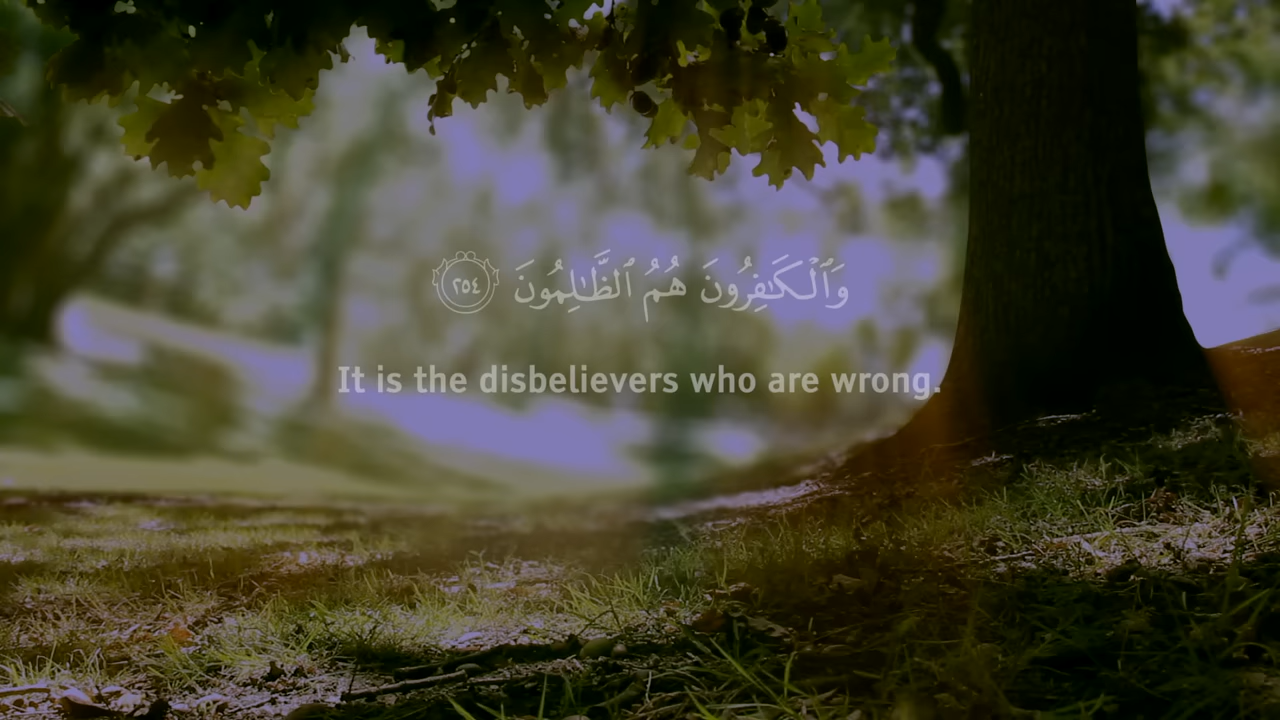 وَٱلْكَـٰفِرُونَ هُمُ ٱلظَّـٰلِمُونَ ٢٥٤
It is the disbelievers who are wrong.